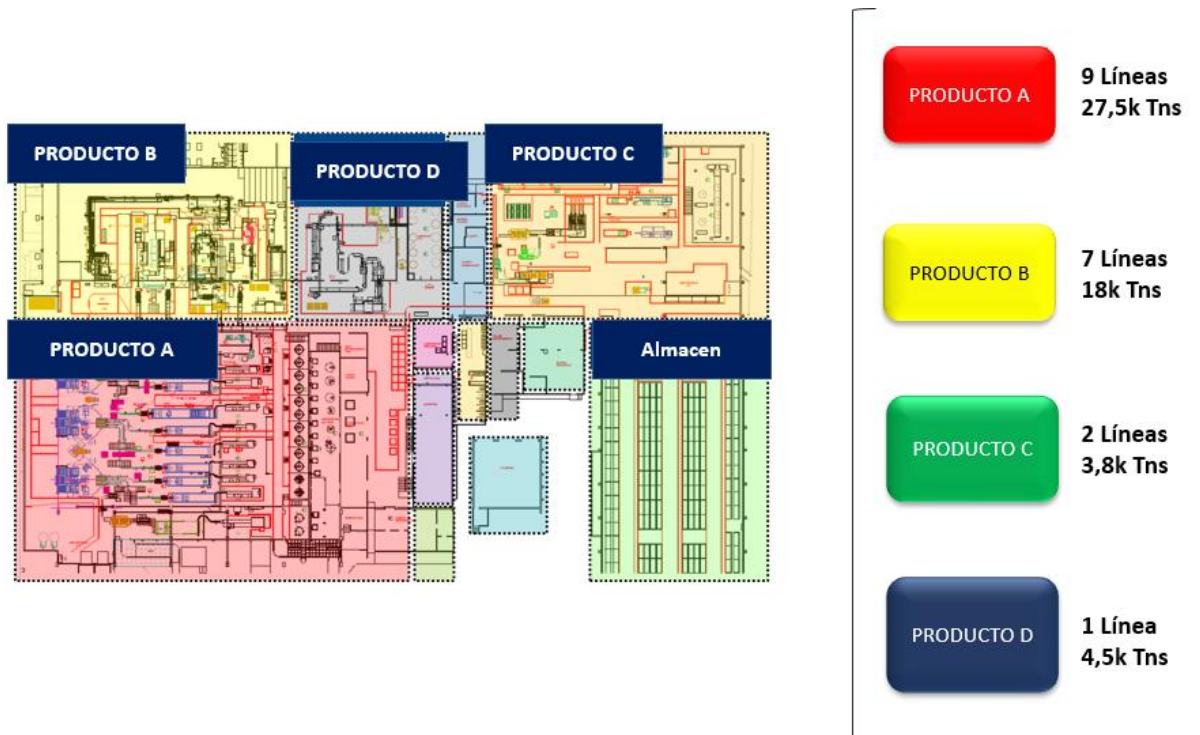 PRODUCTO B
PRODUCTO D
PRODUCTO C
PRODUCTO A
Almacen
PRODUCTO A
9 Líneas
27,5k Tns
PRODUCTO B
7 Líneas
18k Tns
PRODUCTO C
2 Líneas
3,8k Tns
PRODUCTO D
1 Línea
4,5k Tns